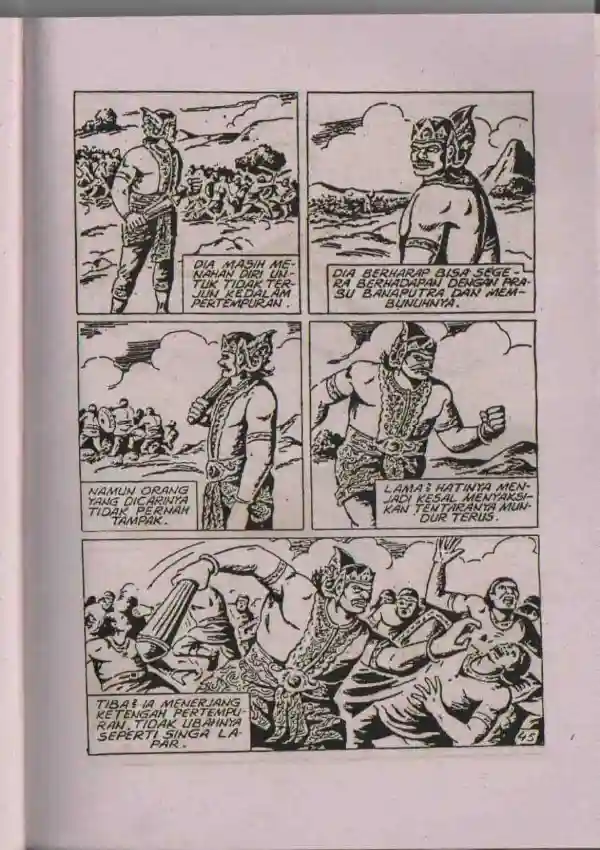 DIA MASIH ME-
NAHAN DIRI UN-
TUK TIDAK TER-
JUN KEDALAM
PERTEMPURAN.
DIA BERHARAP BISA SEGE-
RA BERHADAPAN DENGAN PRA-
BU BANAPUTRA DAN MEM-
BUNUHNYA.
NAMUN ORANG
YANG DICARINYA
TIDAK PERNAH
TAMPAK.
LAMA2 HATINYA MEN-
JADI KESAL MENYAKSI-
KAN TENTARANYA MUN-
DUR TERUS.
TIBA2 IA MENERJANG
KETENGAH PERTEMPU-
RAN, TIDAK UBAHNYA
SEPERTI SINGA LA-
PAR.
45